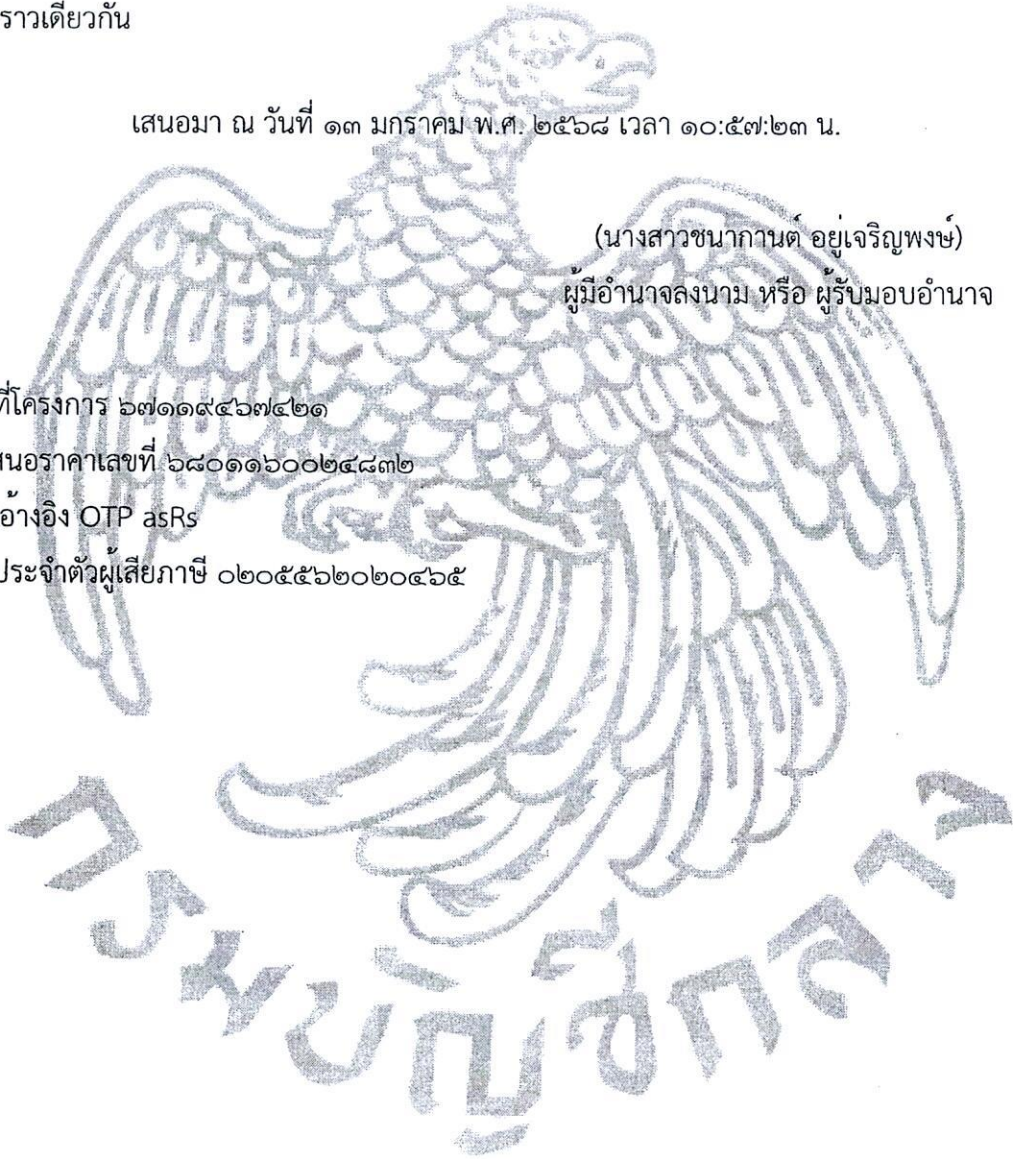 ราวเดียวกัน
เสนอมา ณ วันที่ ๑๓ มกราคม พ.ศ. ๒๕๖๘ เวลา ๑๐:๕๗:๒๓ น.
(นางสาวชนากานต์ อยู่เจริญพงษ์)
ผู้มีอำนาจลงนาม หรือ ผู้รับมอบอำนาจ
ที่โครงการ ๖๗๑๑๙๔๖๗๔๒๑
สนอราคาเลขที่ ๖๘๐๑๑๖๐๐๒๔๘๓๒
อ้างอิง OTP asRs
ประจำตัวผู้เสียภาษี ๐๒๐๕๕๖๒๐๒๐๔๖๕
กรมบัญชีกลาง